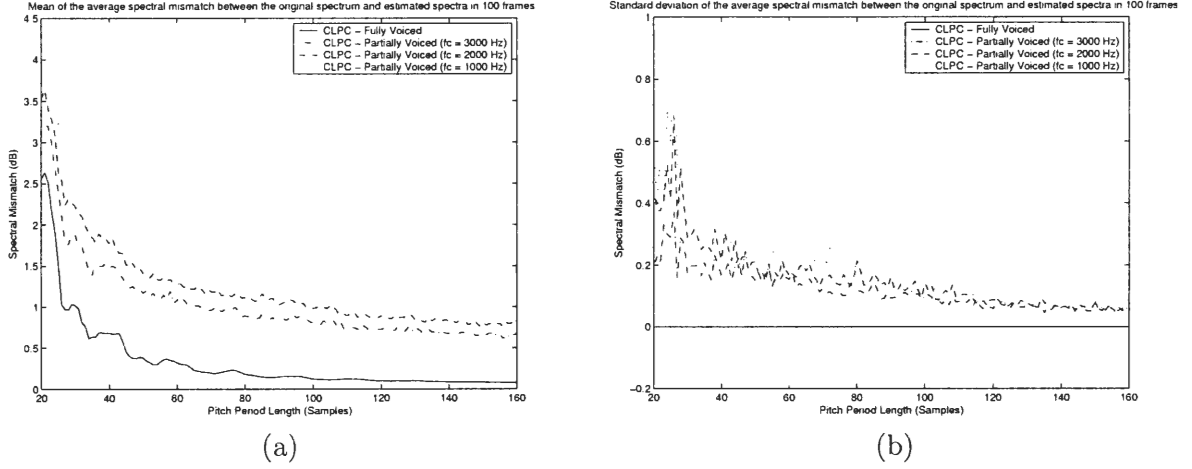 Mean of the average spectral mismatch between the original spectrum and estimated spectra in 100 frames
CLPC – Fully Voiced
CLPC – Partially Voiced (fc = 3000 Hz)
CLPC – Partially Voiced (fc = 2000 Hz)
CLPC – Partially Voiced (fc = 1000 Hz)
4.5
4
3.5
3
2.5
2
1.5
1
0.5
0
Spectral Mismatch (dB)
20 40 60 80 100 120 140 160
Pitch Period Length (Samples)
(a)
Standard deviation of the average spectral mismatch between the original spectrum and estimated spectra in 100 frames
CLPC – Fully Voiced
CLPC – Partially Voiced (fc = 3000 Hz)
CLPC – Partially Voiced (fc = 2000 Hz)
CLPC – Partially Voiced (fc = 1000 Hz)
1
0.8
0.6
0.4
0.2
0
−0.2
Spectral Mismatch (dB)
20 40 60 80 100 120 140 160
Pitch Period Length (Samples)
(b)